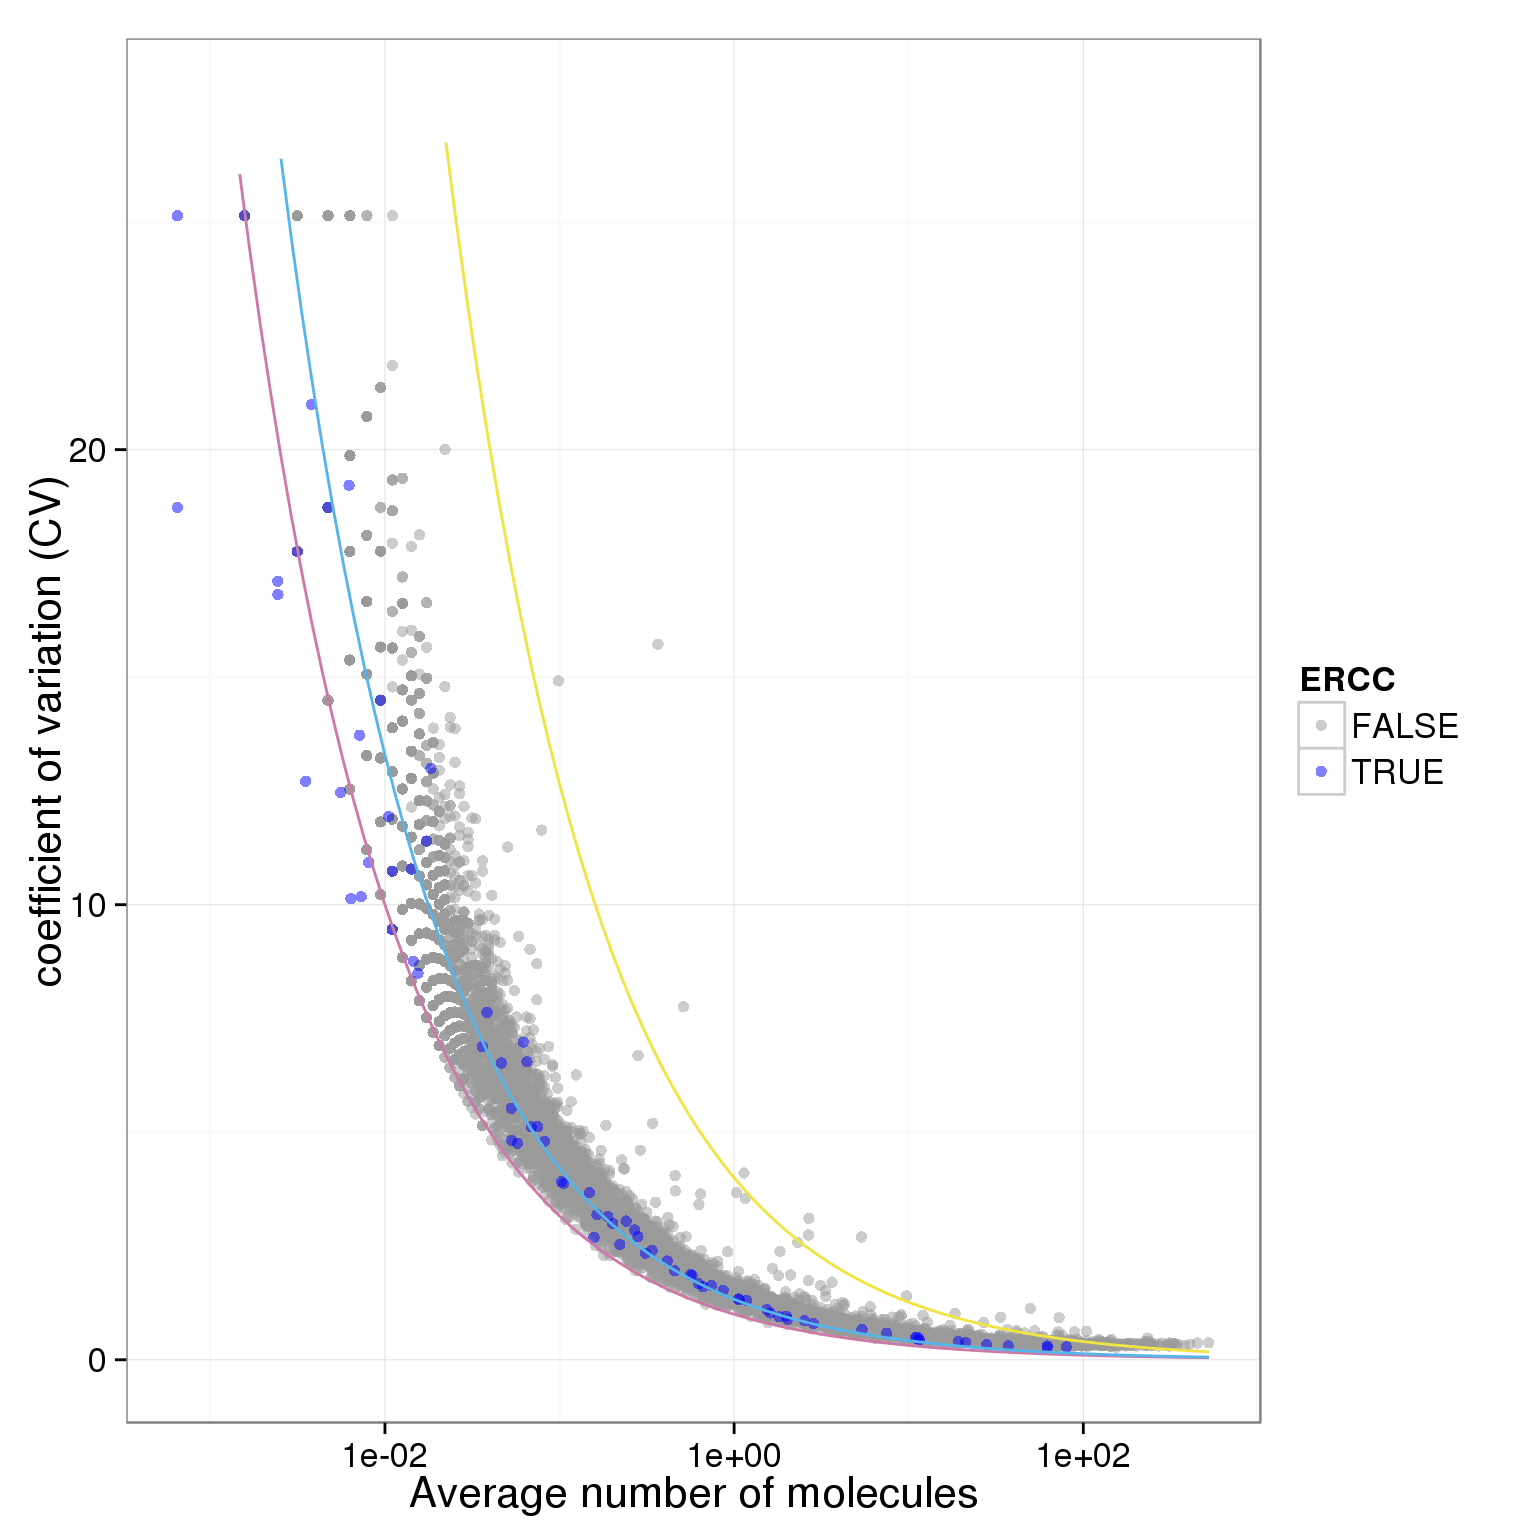 coefficient of variation (CV)
20
10
0
1e-02
1e+00
1e+02
Average number of molecules
ERCC
FALSE
TRUE